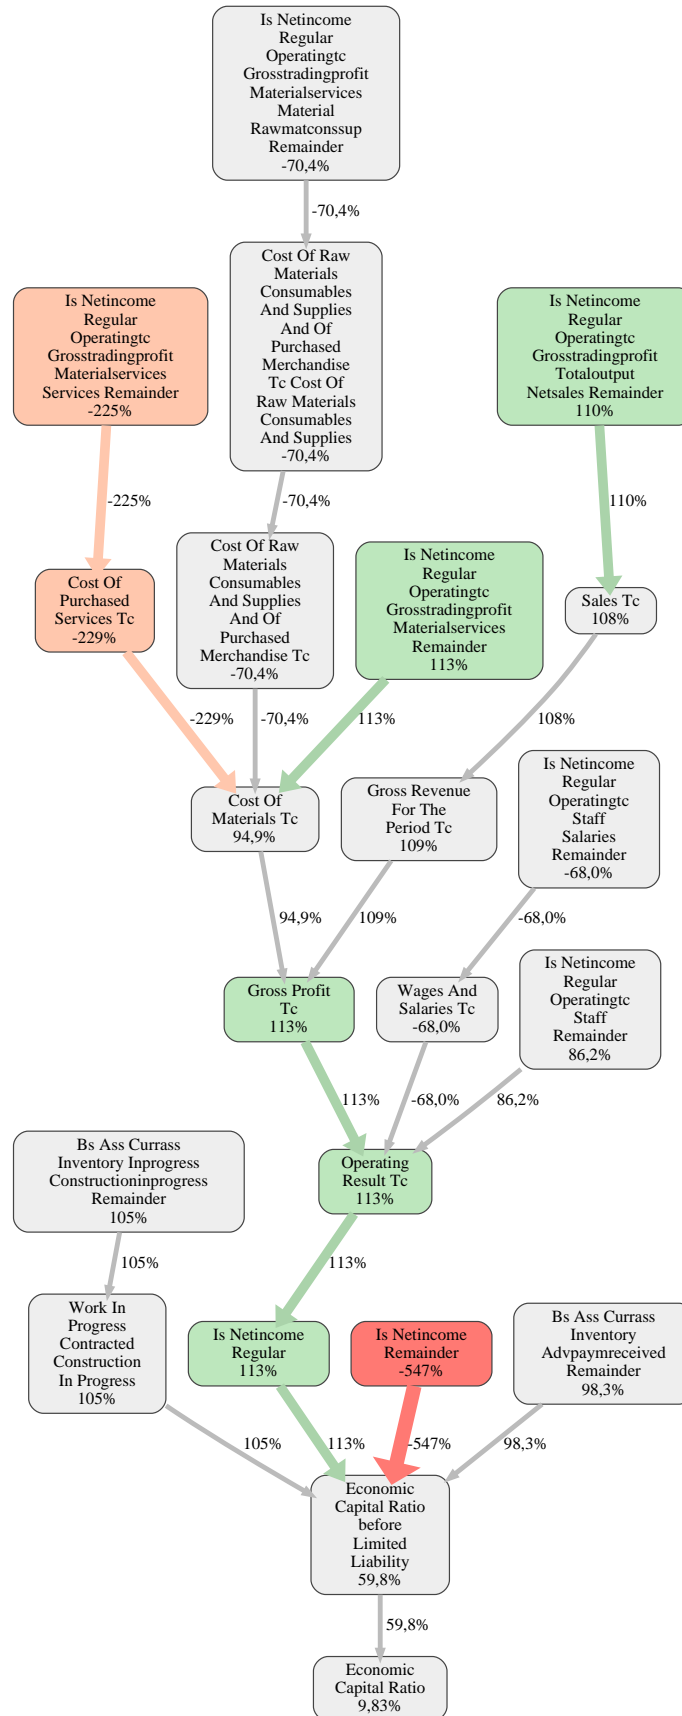 Is Netincome
Regular
Operatingtc
Grosstradingprofit
Materialservices
Material
Rawmatconssup
Remainder
-70,4%
-70,4%
Cost Of Raw
Materials
Consumables
And Supplies
And Of
Purchased
Merchandise
Tc Cost Of
Raw Materials
Consumables
And Supplies
-70,4%
Is Netincome
Regular
Operatingtc
Grosstradingprofit
Materialservices
Services Remainder
-225%
Is Netincome
Regular
Operatingtc
Grosstradingprofit
Totaloutput
Netsales Remainder
110%
-225%
-70,4%
110%
Cost Of
Purchased
Services Tc
-229%
Cost Of Raw
Materials
Consumables
And Supplies
And Of
Purchased
Merchandise Tc
-70,4%
Is Netincome
Regular
Operatingtc
Grosstradingprofit
Materialservices
Remainder
113%
Sales Tc
108%
-229%
-70,4%
113%
108%
Cost Of
Materials Tc
94,9%
Gross Revenue
For The
Period Tc
109%
Is Netincome
Regular
Operatingtc
Staff
Salaries
Remainder
-68,0%
94,9%
109%
-68,0%
Gross Profit
Tc
113%
Wages And
Salaries Tc
-68,0%
Is Netincome
Regular
Operatingtc
Staff
Remainder
86,2%
113%
-68,0%
86,2%
Bs Ass Currass
Inventory Inprogress
Constructioninprogress
Remainder
105%
Operating
Result Tc
113%
105%
113%
Work In
Progress
Contracted
Construction
In Progress
105%
Is Netincome
Regular
113%
Is Netincome
Remainder
-547%
Bs Ass Currass
Inventory
Advpaymreceived
Remainder
98,3%
105%
113%
-547%
98,3%
Economic
Capital Ratio
before
Limited
Liability
59,8%
59,8%
Economic
Capital Ratio
9,83%